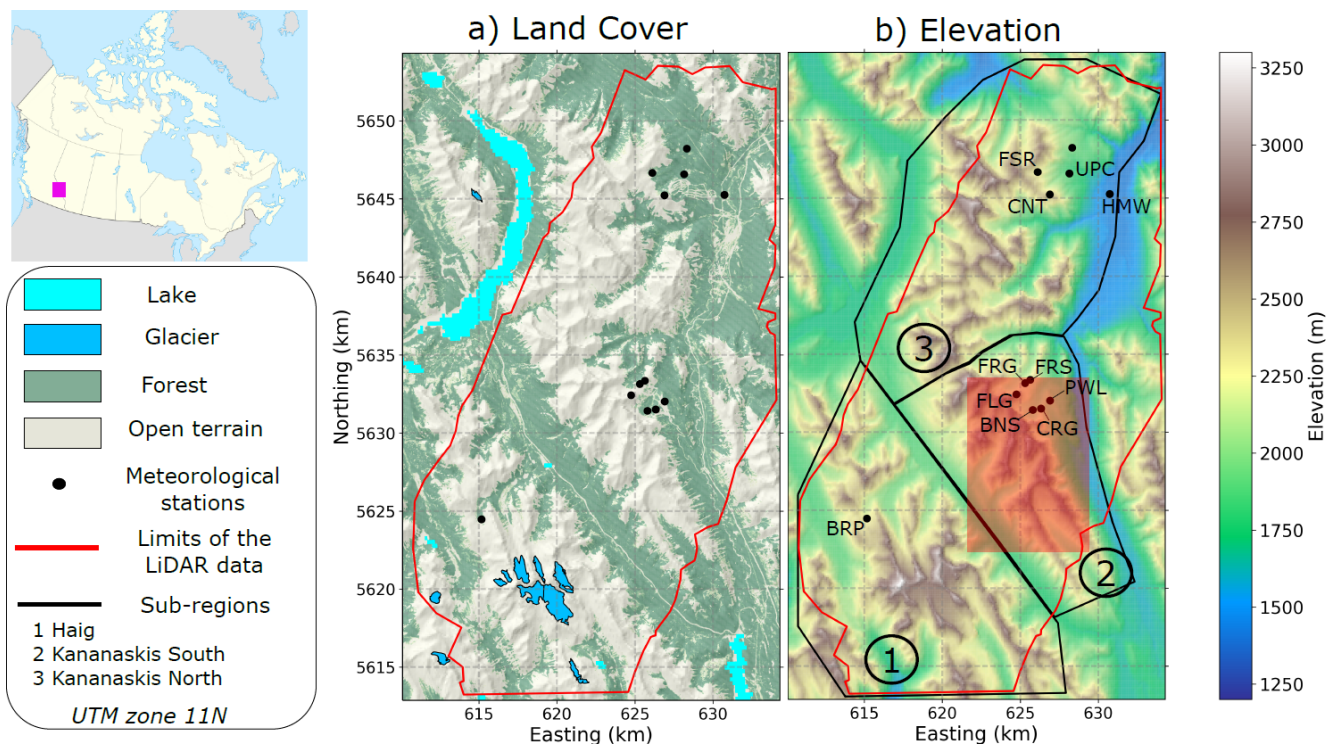 a) Land Cover
b) Elevation
Lake
Glacier
Forest
Open terrain
Meteorological
stations
Limits of the
LiDAR data
Sub-regions
1 Haig
2 Kananaskis South
3 Kananaskis North
UTM zone 11N
Northing (km)
5650
5645
5640
5635
5630
5625
5620
5615
615
620
625
630
Easting (km)
FSR
UPC
CNT
HMW
3
FRG
FRS
FLG
PWL
BNS
CRG
BRP
2
1
615
620
625
630
Easting (km)
3250
3000
2750
2500
2250
2000
1750
1500
1250
Elevation (m)